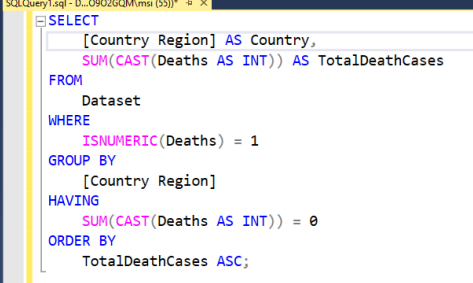 SQLQuery1.sql - D...O9O2GQM\msi (55))*
SELECT
[Country Region] AS Country,
SUM(CAST(Deaths AS INT)) AS TotalDeathCases
FROM
Dataset
WHERE
ISNUMERIC(Deaths) = 1
GROUP BY
[Country Region]
HAVING
SUM(CAST(Deaths AS INT)) = 0
ORDER BY
TotalDeathCases ASC;